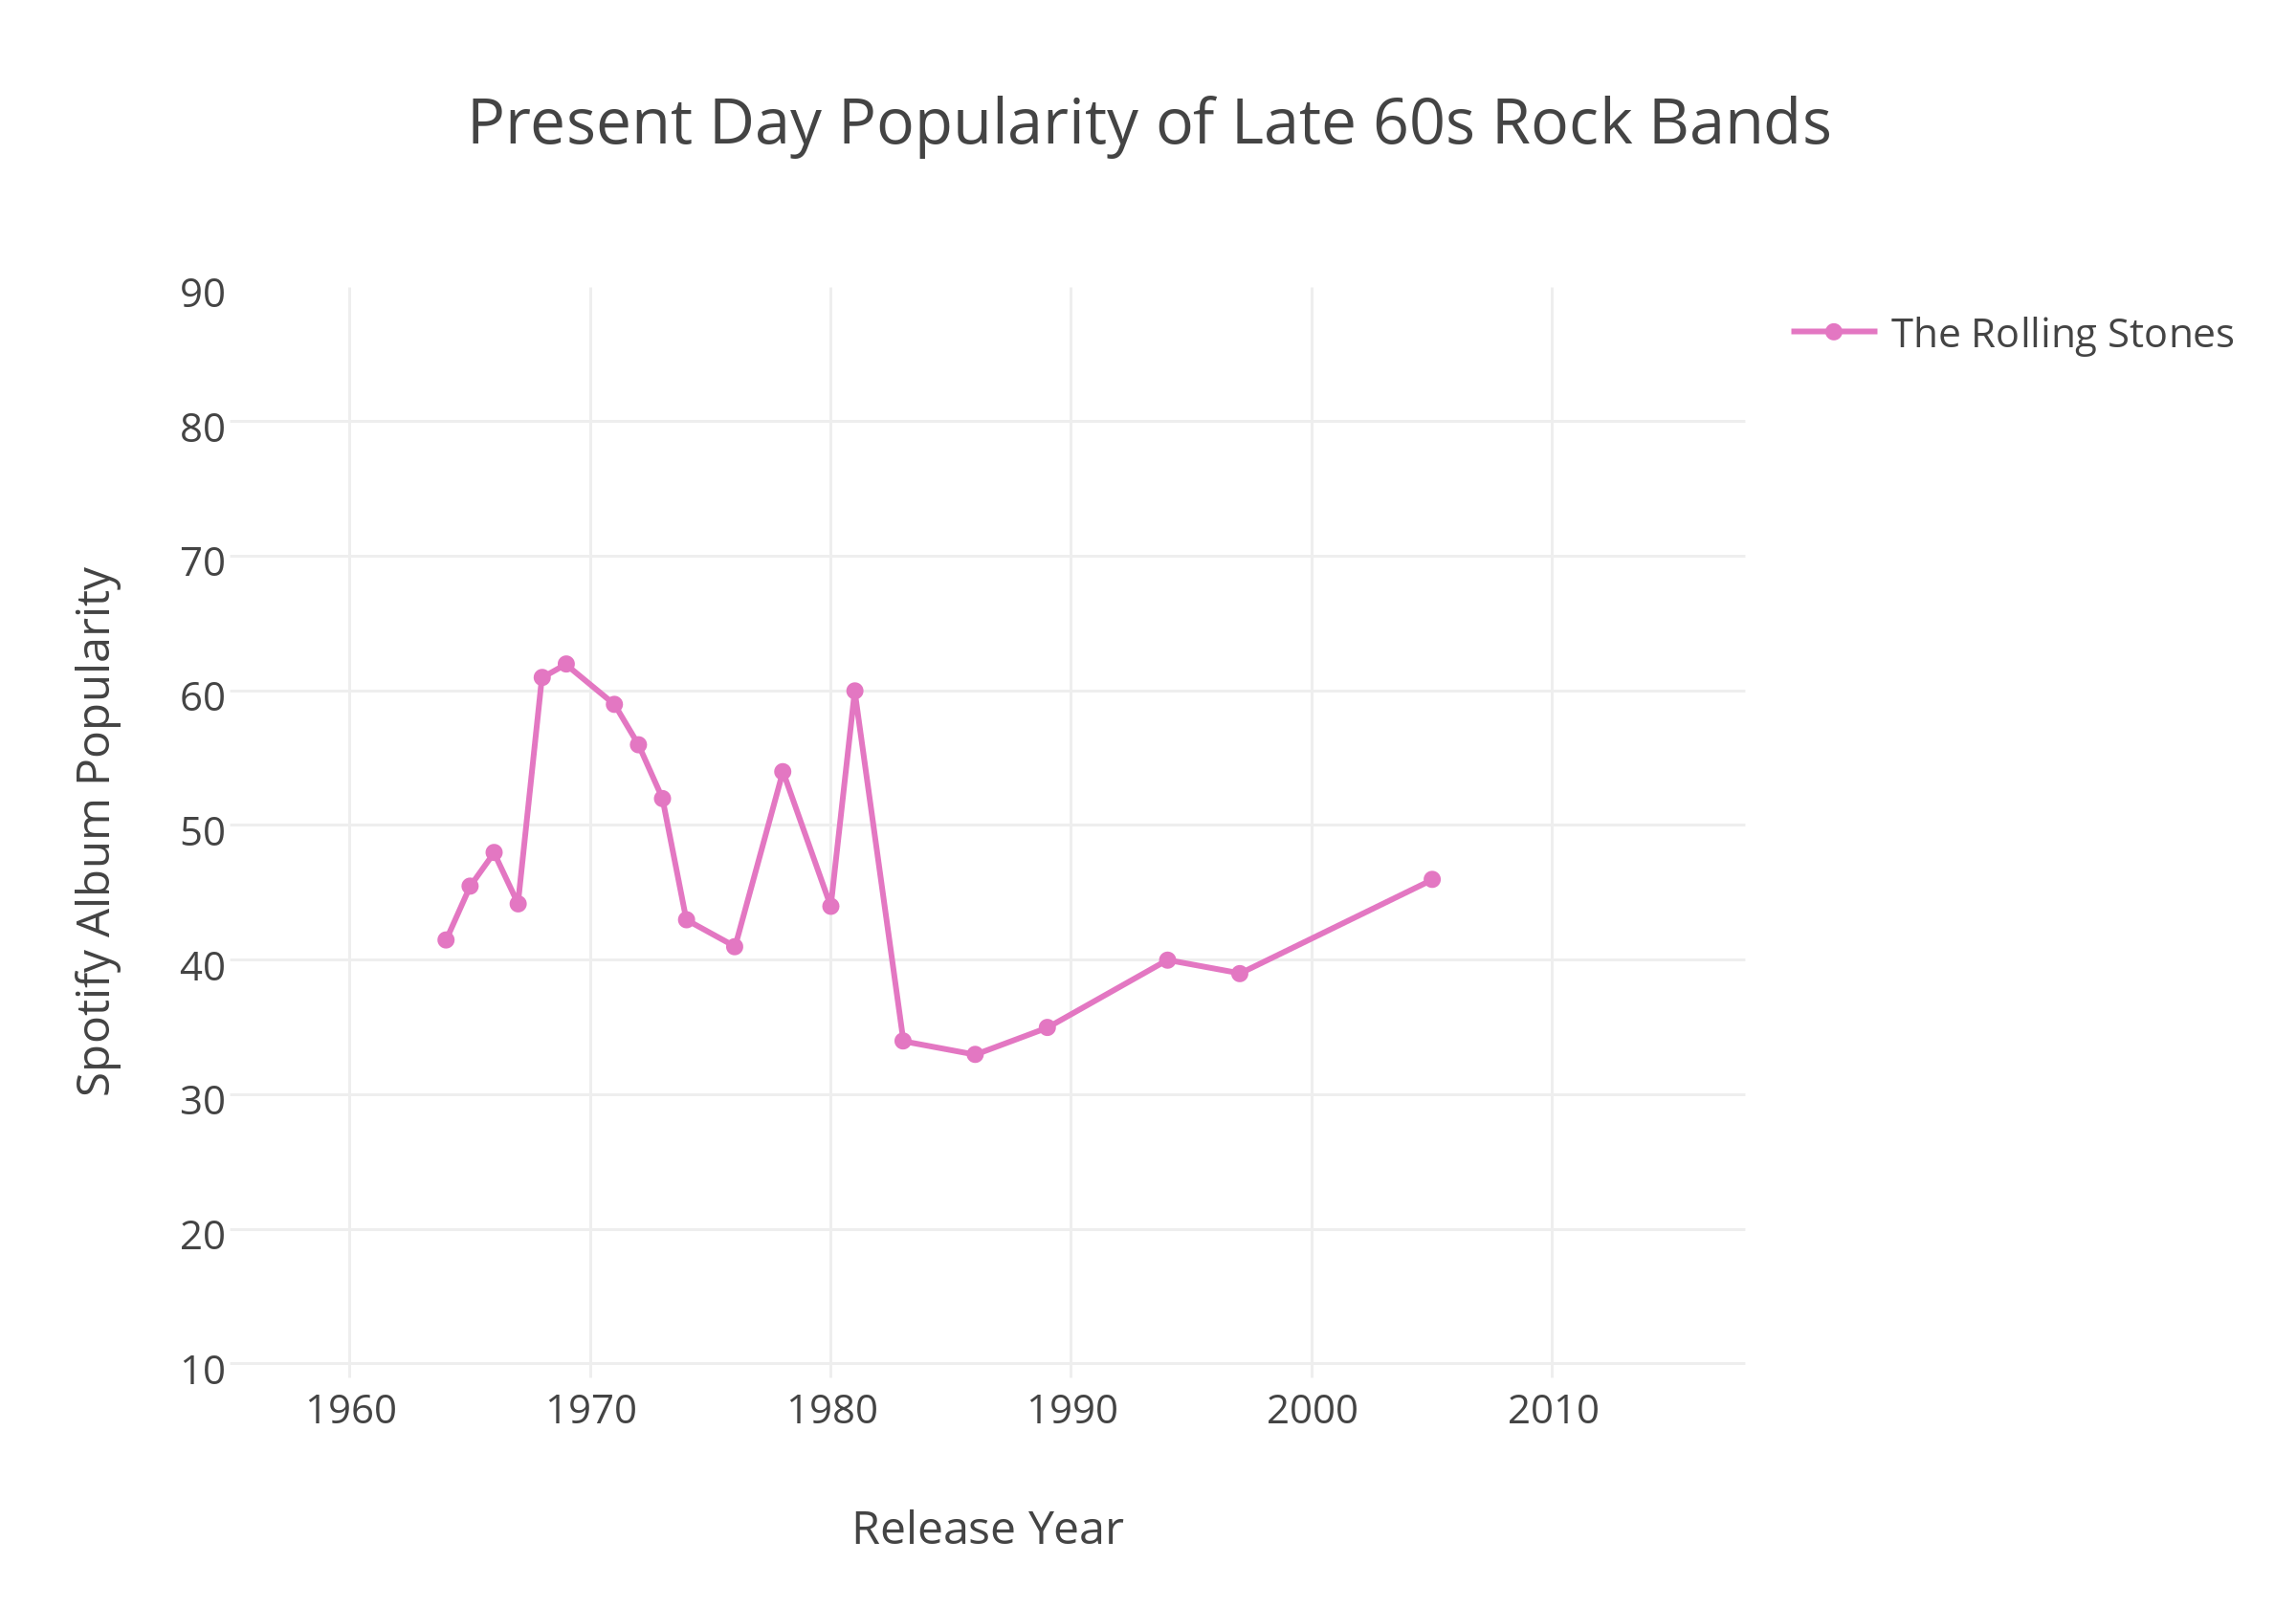 Present Day Popularity of Late 60s Rock Bands
90
80
70
60
50
40
30
20
10
Spotify Album Popularity
The Rolling Stones
1960 1970 1980 1990 2000 2010
Release Year